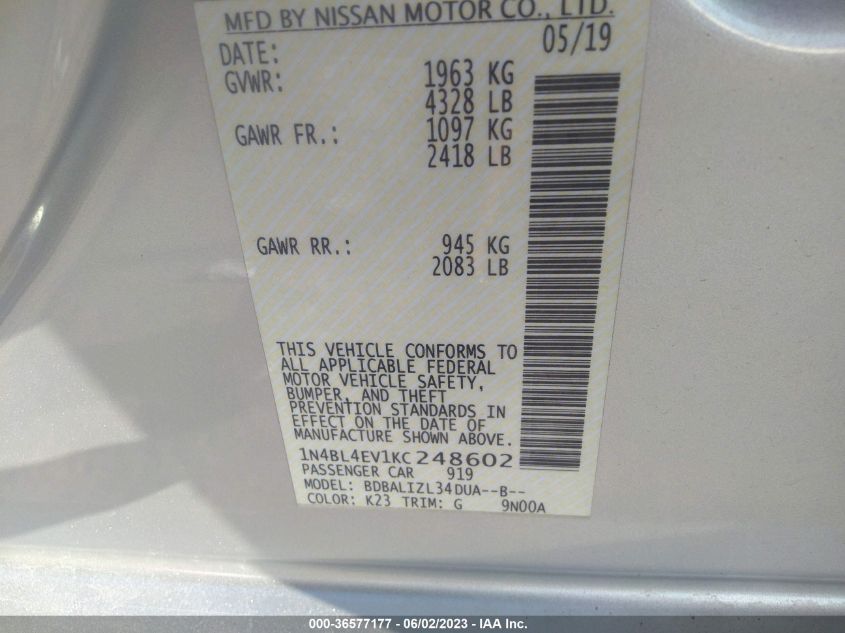 MFD BY NISSAN MOTOR CO., LTD.
DATE: 05/19
GVWR: 1963 KG
4328 LB
GAWR FR.: 1097 KG
2418 LB
GAWR RR.: 945 KG
2083 LB
THIS VEHICLE CONFORMS TO
ALL APPLICABLE FEDERAL
MOTOR VEHICLE SAFETY,
BUMPER, AND THEFT
PREVENTION STANDARDS IN
EFFECT ON THE DATE OF
MANUFACTURE SHOWN ABOVE.
1N4BL4EV1KC248602
PASSENGER CAR 919
MODEL: BDBALIZL34DUA--B--
COLOR: K23 TRIM: G 9N00A
000-36577177 - 06/02/2023 - IAA Inc.